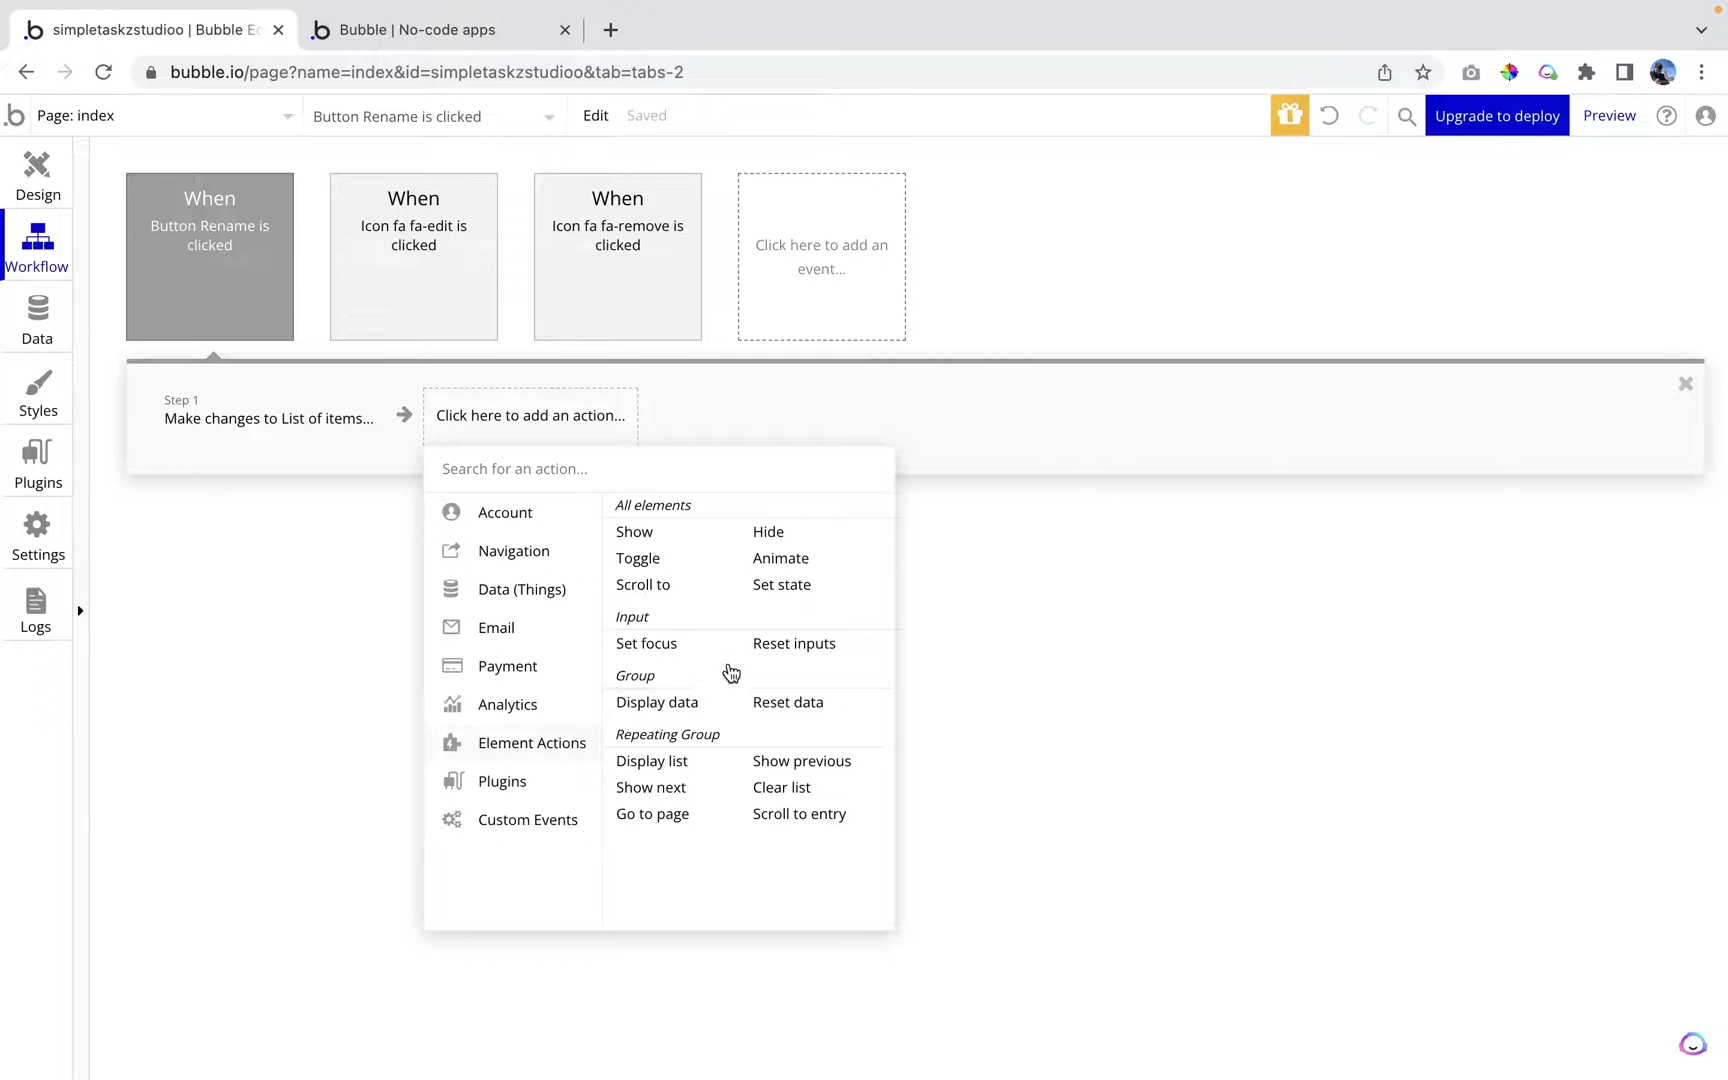 simpletaskzstudioo | Bubble Ed
Bubble | No-code apps
bubble.io/page?name=index&id=simpletaskzstudioo&tab=tabs-2
Page: index
Button Rename is clicked
Edit
Saved
Upgrade to deploy
Preview
Design
Workflow
Data
Styles
Plugins
Settings
Logs
When
Button Rename is
clicked
When
Icon fa fa-edit is
clicked
When
Icon fa fa-remove is
clicked
Click here to add an
event...
Step 1
Make changes to List of items...
Click here to add an action...
Search for an action...
Account
Navigation
Data (Things)
Email
Payment
Analytics
Element Actions
Plugins
Custom Events
All elements
Show Hide
Toggle Animate
Scroll to Set state
Input
Set focus Reset inputs
Group
Display data Reset data
Repeating Group
Display list Show previous
Show next Clear list
Go to page Scroll to entry